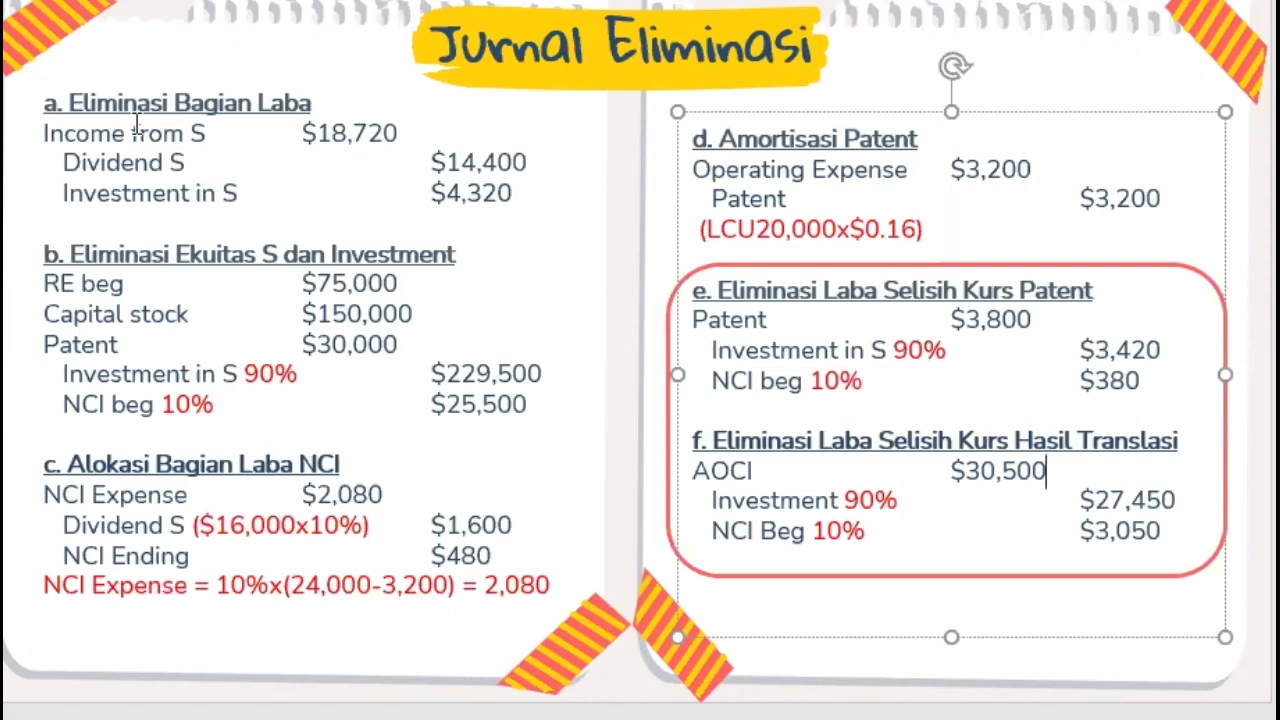 Jurnal Eliminasi
a. Eliminasi Bagian Laba
Income from S $18,720
Dividend S $14,400
Investment in S $4,320
b. Eliminasi Ekuitas S dan Investment
RE beg $75,000
Capital stock $150,000
Patent $30,000
Investment in S 90% $229,500
NCI beg 10% $25,500
c. Alokasi Bagian Laba NCI
NCI Expense $2,080
Dividend S ($16,000x10%) $1,600
NCI Ending $480
NCI Expense = 10%x(24,000-3,200) = 2,080
d. Amortisasi Patent
Operating Expense $3,200
Patent $3,200
(LCU20,000x$0.16)
e. Eliminasi Laba Selisih Kurs Patent
Patent $3,800
Investment in S 90% $3,420
NCI beg 10% $380
f. Eliminasi Laba Selisih Kurs Hasil Translasi
AOCI $30,500
Investment 90% $27,450
NCI Beg 10% $3,050